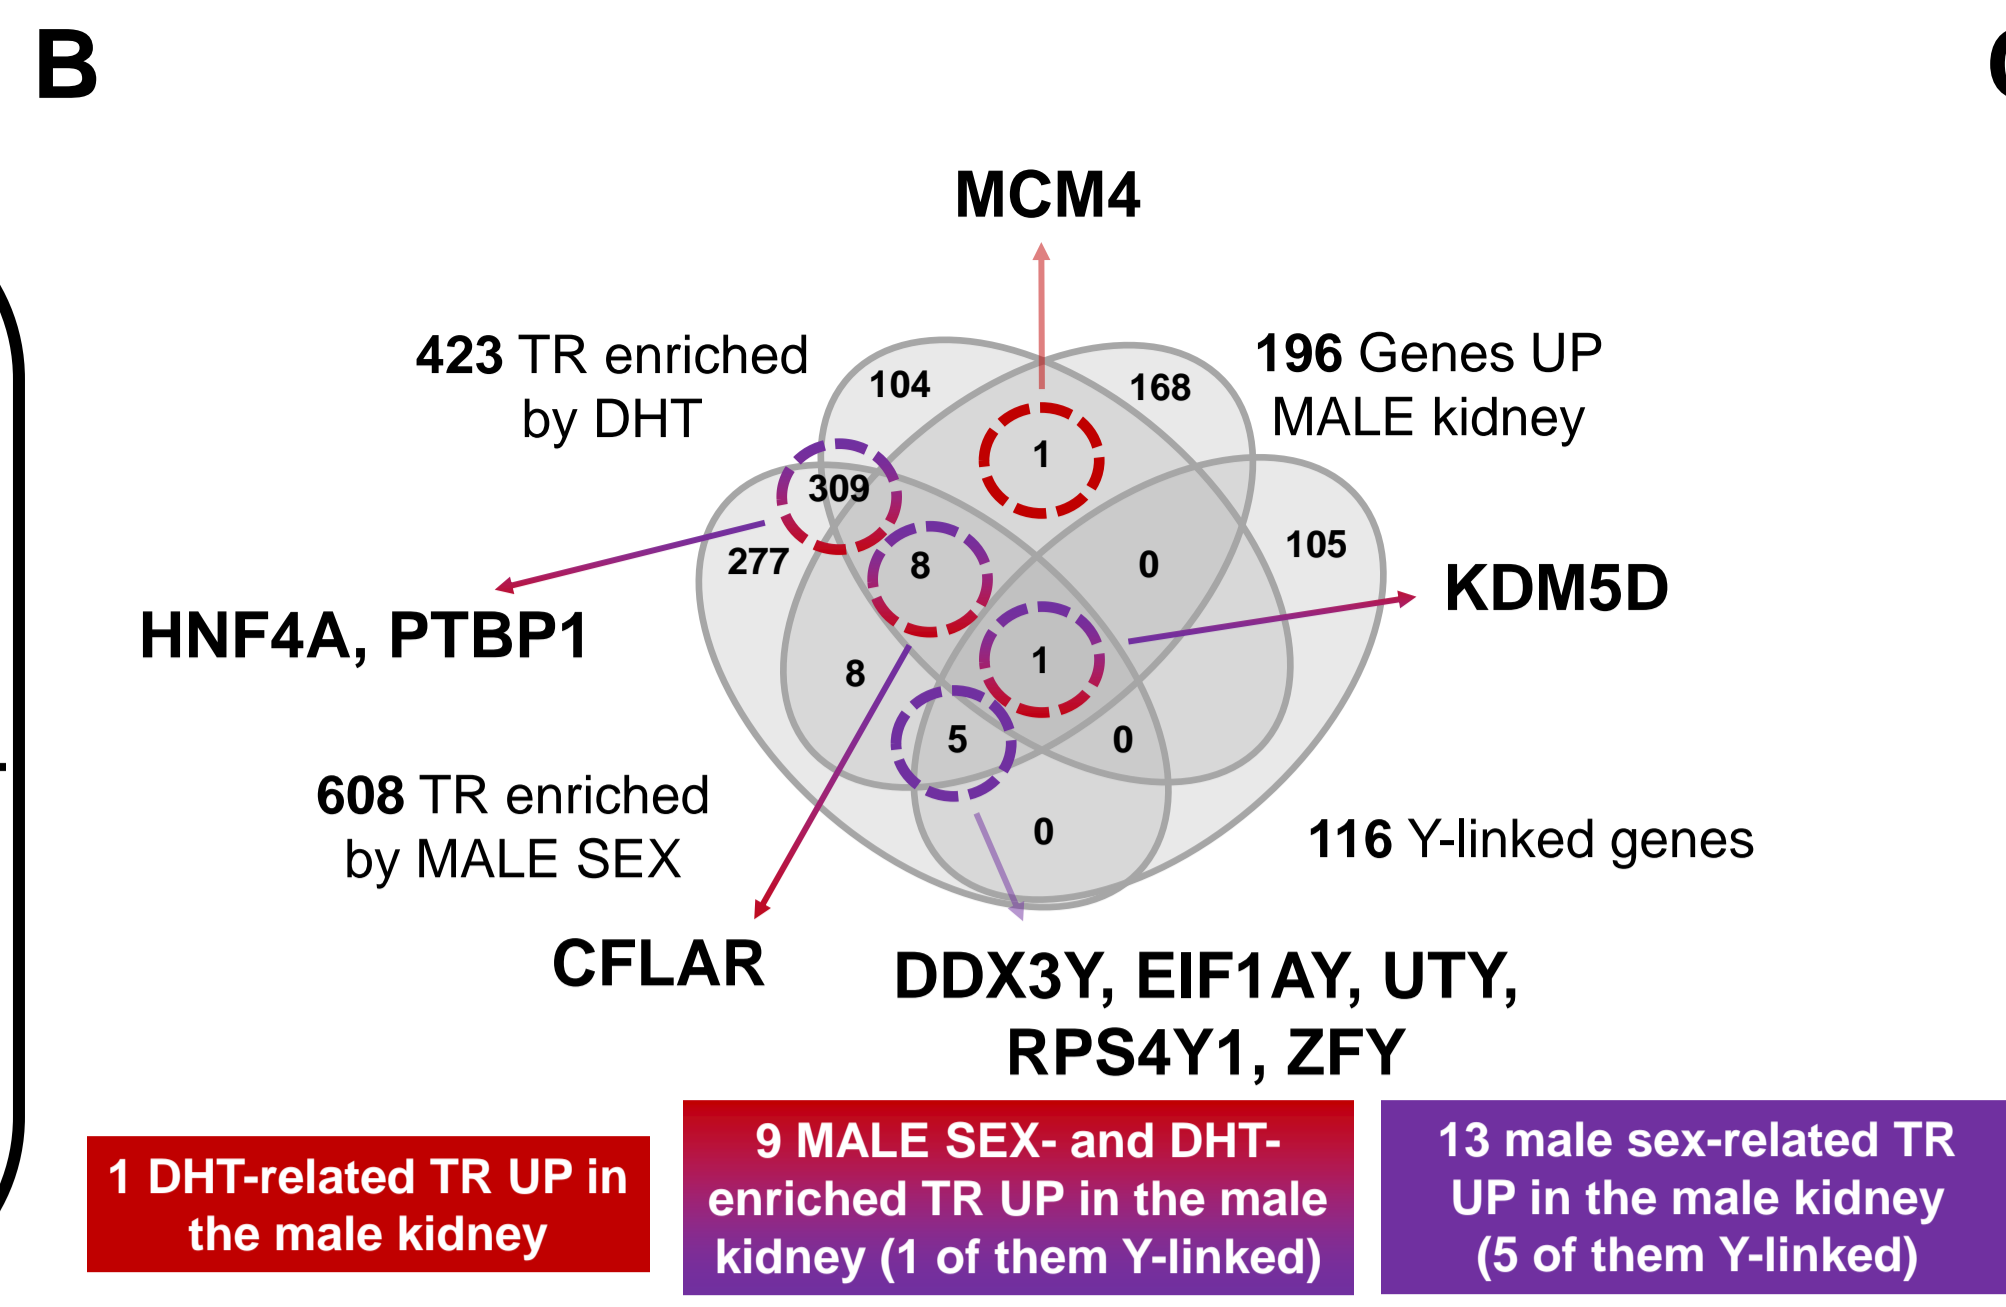 B
MCM4
423 TR enriched
by DHT
196 Genes UP
MALE kidney
104
168
1
309
277
8
0
105
KDM5D
HNF4A, PTBP1
8
1
5
0
608 TR enriched
by MALE SEX
0
116 Y-linked genes
CFLAR
DDX3Y, EIF1AY, UTY,
RPS4Y1, ZFY
1 DHT-related TR UP in
the male kidney
9 MALE SEX- and DHT-
enriched TR UP in the male
kidney (1 of them Y-linked)
13 male sex-related TR
UP in the male kidney
(5 of them Y-linked)